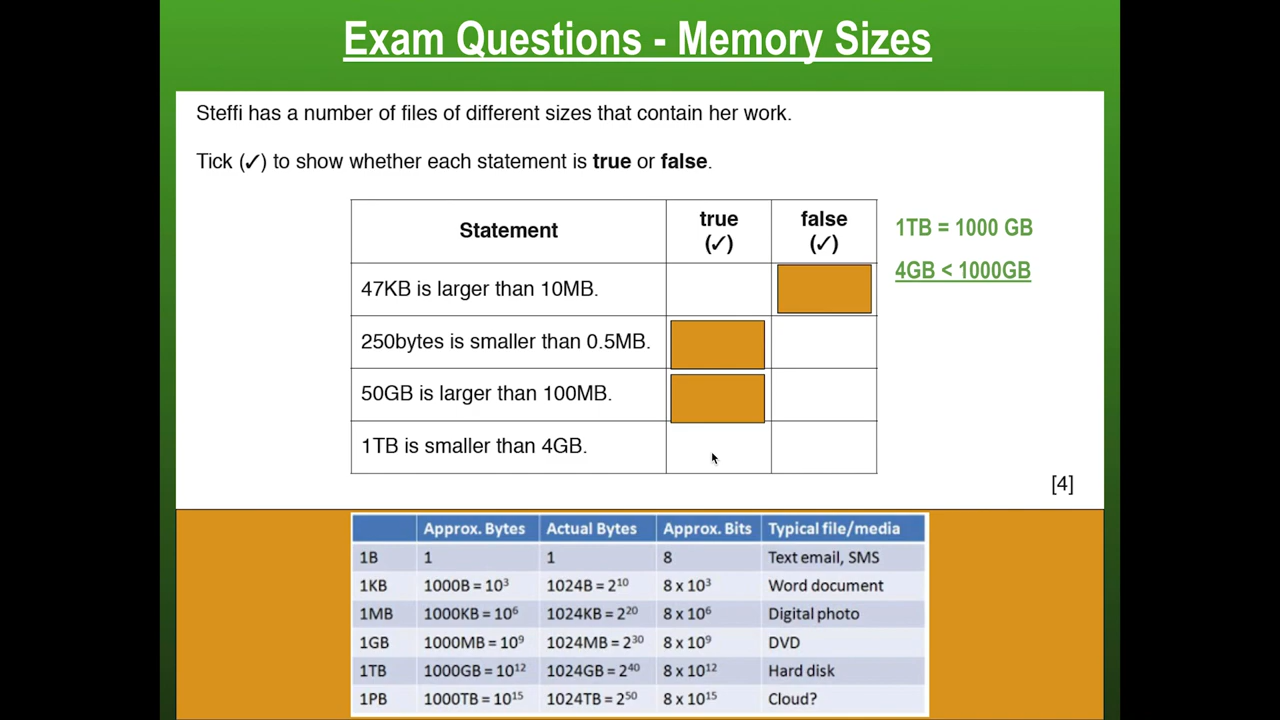 Exam Questions - Memory Sizes
Steffi has a number of files of different sizes that contain her work.
Tick (✓) to show whether each statement is true or false.
Statement true (✓) false (✓)
47KB is larger than 10MB.
250bytes is smaller than 0.5MB.
50GB is larger than 100MB.
1TB is smaller than 4GB.
1TB = 1000 GB
4GB < 1000GB
[4]
Approx. Bytes Actual Bytes Approx. Bits Typical file/media
1B 1 1 8 Text email, SMS
1KB 1000B = 10³ 1024B = 2¹⁰ 8 x 10³ Word document
1MB 1000KB = 10⁶ 1024KB = 2²⁰ 8 x 10⁶ Digital photo
1GB 1000MB = 10⁹ 1024MB = 2³⁰ 8 x 10⁹ DVD
1TB 1000GB = 10¹² 1024GB = 2⁴⁰ 8 x 10¹² Hard disk
1PB 1000TB = 10¹⁵ 1024TB = 2⁵⁰ 8 x 10¹⁵ Cloud?